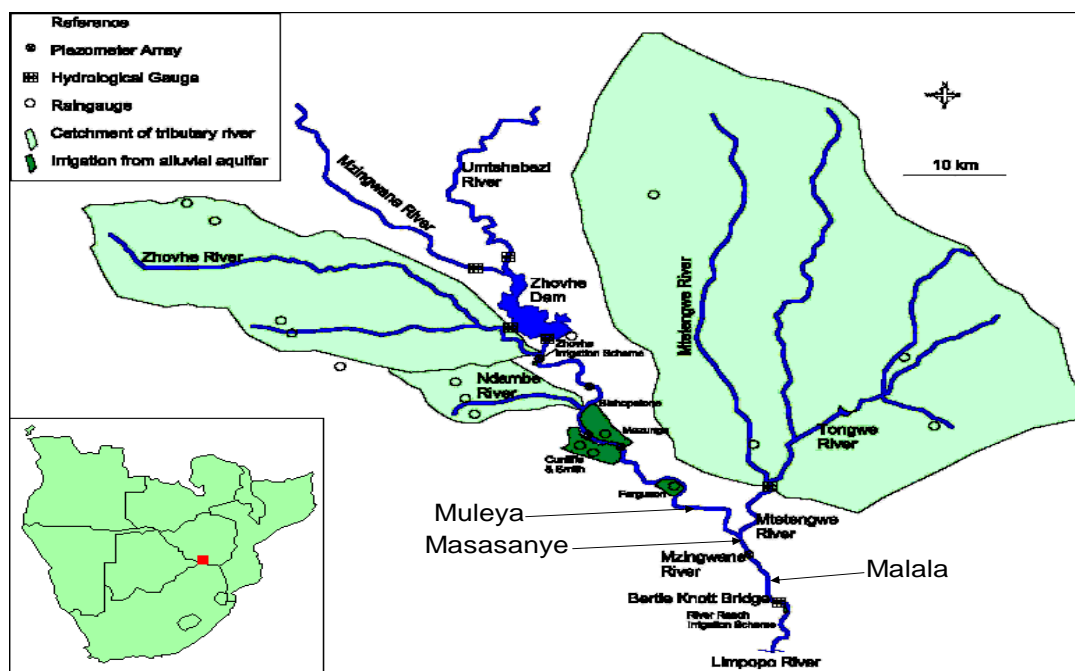 Reference
Piezometer Array
Hydrological Gauge
Raingauge
Catchment of tributary river
Irrigation from alluvial aquifer
10 km
Umtshabezi
River
Mzingwane River
Zhovhe River
Zhovhe
Dam
Zhovhe
Irrigation Scheme
Mtetengwe River
Ndambe
River
Bishopstone
Mazunga
Tongwe
River
Cunliffe
& Smith
Ferguson
Muleya
Masasanye
Mtetengwe
River
Mzingwane
River
Malala
Bertie Knott Bridge
River Reach
Irrigation Scheme
Limpopo River